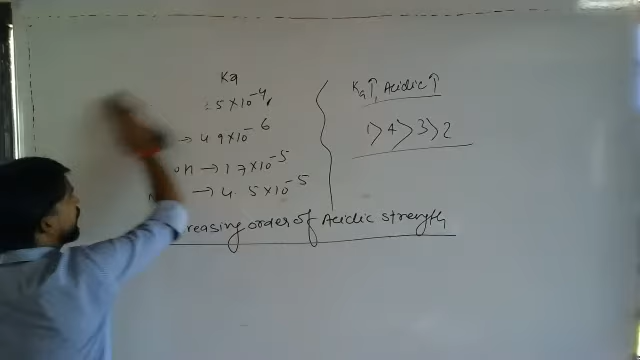 Ka
5×10⁻⁴
→ 4.9×10⁻⁶
→ 1.7×10⁻⁵
→ 4.5×10⁻⁵
reasing order of Acidic strength
Ka↑, Acidic↑
1>4>3>2